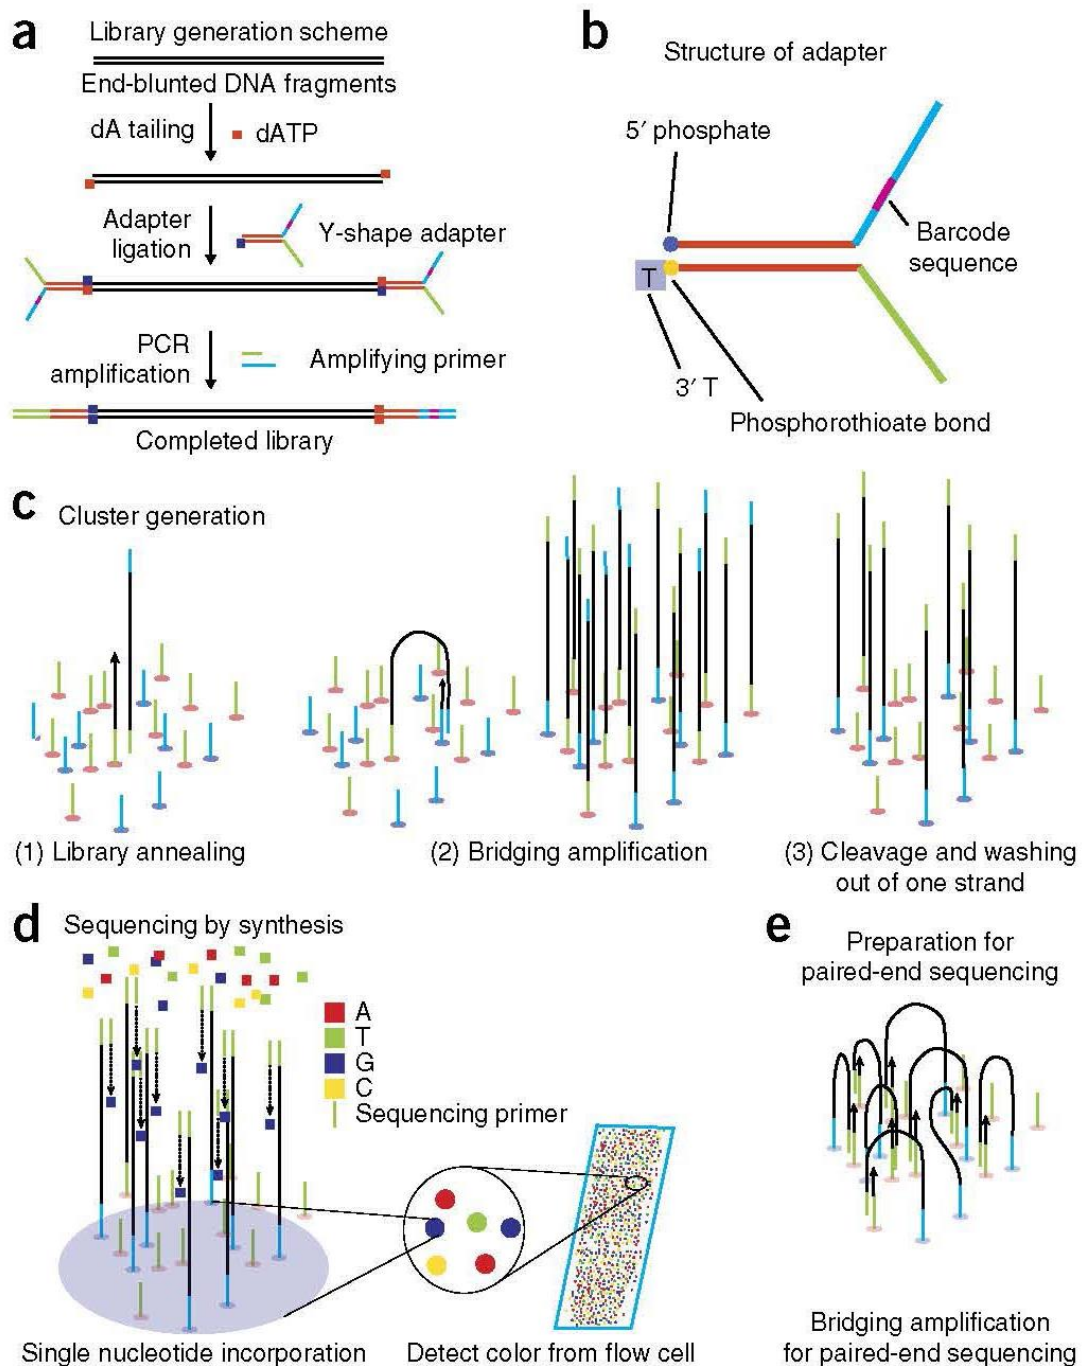 a
Library generation scheme
End-blunted DNA fragments
dA tailing
dATP
Adapter
ligation
Y-shape adapter
PCR
amplification
Amplifying primer
Completed library
b
Structure of adapter
5′ phosphate
Barcode
sequence
T
3′ T
Phosphorothioate bond
c
Cluster generation
(1) Library annealing
(2) Bridging amplification
(3) Cleavage and washing
out of one strand
d
Sequencing by synthesis
A
T
G
C
Sequencing primer
Single nucleotide incorporation
Detect color from flow cell
e
Preparation for
paired-end sequencing
Bridging amplification
for paired-end sequencing